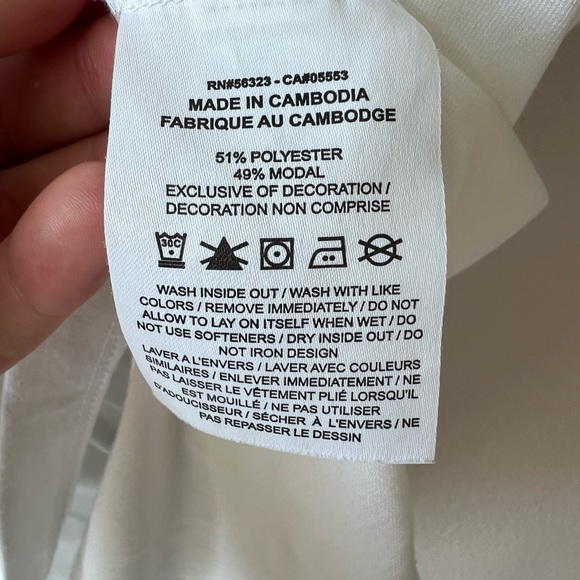 RN#56323 - CA#05553
MADE IN CAMBODIA
FABRIQUE AU CAMBODGE
51% POLYESTER
49% MODAL
EXCLUSIVE OF DECORATION /
DECORATION NON COMPRISE
30C
WASH INSIDE OUT / WASH WITH LIKE
COLORS / REMOVE IMMEDIATELY / DO NOT
ALLOW TO LAY ON ITSELF WHEN WET / DO
NOT USE SOFTENERS / DRY INSIDE OUT / DO
NOT IRON DESIGN
LAVER A L'ENVERS / LAVER AVEC COULEURS
SIMILAIRES / ENLEVER IMMEDIATEMENT / NE
PAS LAISSER LE VÊTEMENT PLIÉ LORSQU'IL
EST MOUILLÉ / NE PAS UTILISER
D'ADOUCISSEUR / SÉCHER À L'ENVERS / NE
PAS REPASSER LE DESSIN